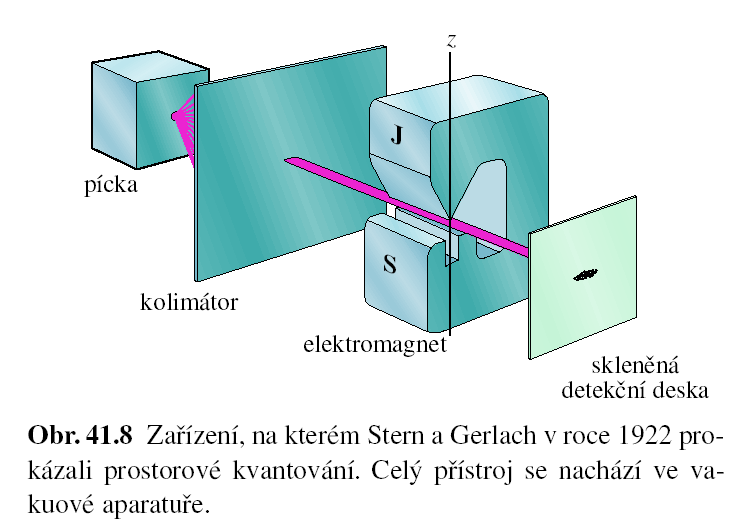 z
J
pícka
S
kolimátor
elektromagnet
skleněná
detekční deska
Obr. 41.8 Zařízení, na kterém Stern a Gerlach v roce 1922 pro-
kázali prostorové kvantování. Celý přístroj se nachází ve va-
kuové aparatuře.